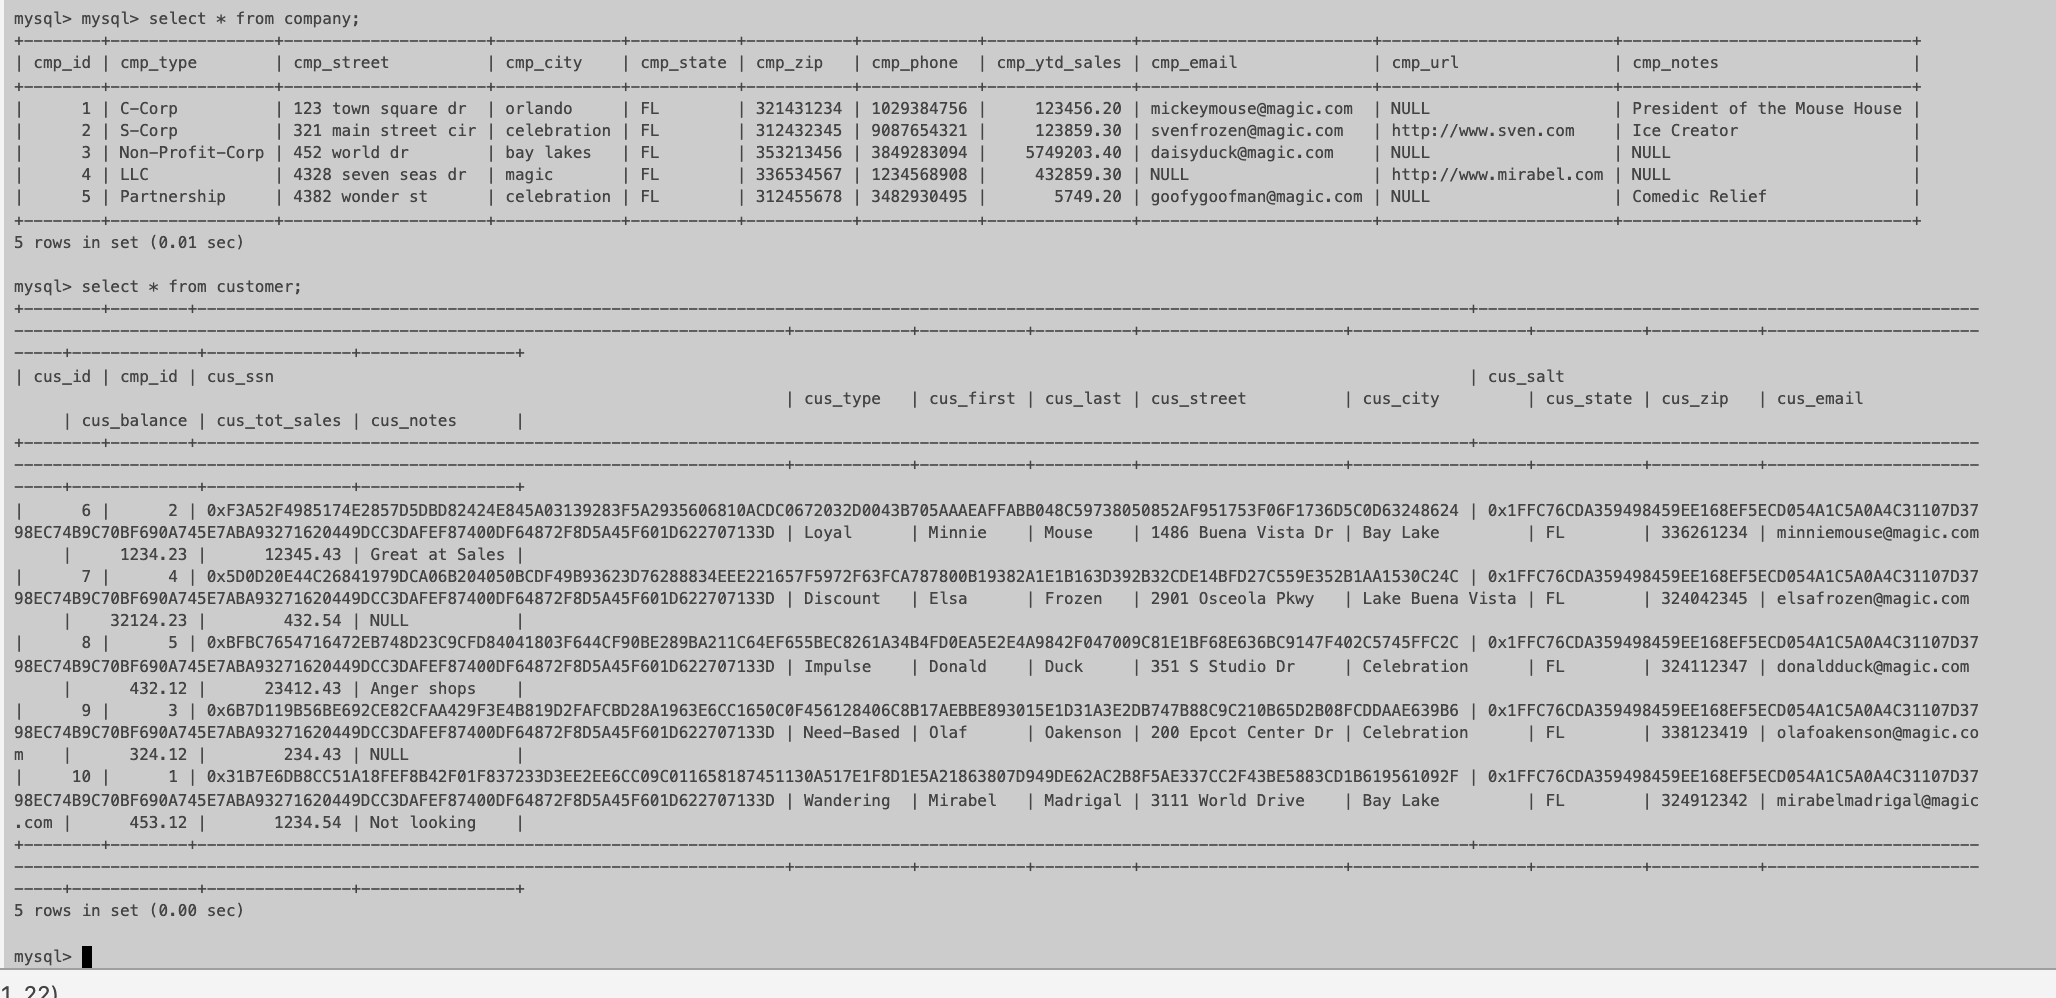 mysql> mysql> select * from company;
+--------+-----------------+---------------------+-------------+-----------+-----------+------------+---------------+------------------------+------------------------+------------------------------+
| cmp_id | cmp_type        | cmp_street          | cmp_city    | cmp_state | cmp_zip   | cmp_phone  | cmp_ytd_sales | cmp_email              | cmp_url                | cmp_notes                    |
+--------+-----------------+---------------------+-------------+-----------+-----------+------------+---------------+------------------------+------------------------+------------------------------+
|      1 | C-Corp          | 123 town square dr  | orlando     | FL        | 321431234 | 1029384756 |     123456.20 | mickeymouse@magic.com  | NULL                   | President of the Mouse House |
|      2 | S-Corp          | 321 main street cir | celebration | FL        | 312432345 | 9087654321 |     123859.30 | svenfrozen@magic.com   | http://www.sven.com    | Ice Creator                  |
|      3 | Non-Profit-Corp | 452 world dr        | bay lakes   | FL        | 353213456 | 3849283094 |    5749203.40 | daisyduck@magic.com    | NULL                   | NULL                         |
|      4 | LLC             | 4328 seven seas dr  | magic       | FL        | 336534567 | 1234568908 |     432859.30 | NULL                   | http://www.mirabel.com | NULL                         |
|      5 | Partnership     | 4382 wonder st      | celebration | FL        | 312455678 | 3482930495 |       5749.20 | goofygoofman@magic.com | NULL                   | Comedic Relief               |
5 rows in set (0.01 sec)
mysql> select * from customer;
| cus_id | cmp_id | cus_ssn | cus_salt
| cus_type   | cus_first | cus_last | cus_street          | cus_city         | cus_state | cus_zip   | cus_email
| cus_balance | cus_tot_sales | cus_notes      |
|      6 |      2 | 0xF3A52F4985174E2857D5DBD82424E845A03139283F5A2935606810ACDC0672032D0043B705AAAEAFFABB048C59738050852AF951753F06F1736D5C0D63248624 | 0x1FFC76CDA359498459EE168EF5ECD054A1C5A0A4C31107D37
98EC74B9C70BF690A745E7ABA93271620449DCC3DAFEF87400DF64872F8D5A45F601D622707133D | Loyal      | Minnie    | Mouse    | 1486 Buena Vista Dr | Bay Lake         | FL        | 336261234 | minniemouse@magic.com
|     1234.23 |      12345.43 | Great at Sales |
|      7 |      4 | 0x5D0D20E44C26841979DCA06B204050BCDF49B93623D76288834EEE221657F5972F63FCA787800B19382A1E1B163D392B32CDE14BFD27C559E352B1AA1530C24C | 0x1FFC76CDA359498459EE168EF5ECD054A1C5A0A4C31107D37
98EC74B9C70BF690A745E7ABA93271620449DCC3DAFEF87400DF64872F8D5A45F601D622707133D | Discount   | Elsa      | Frozen   | 2901 Osceola Pkwy   | Lake Buena Vista | FL        | 324042345 | elsafrozen@magic.com
|    32124.23 |        432.54 | NULL           |
|      8 |      5 | 0xBFBC7654716472EB748D23C9CFD84041803F644CF90BE289BA211C64EF655BEC8261A34B4FD0EA5E2E4A9842F047009C81E1BF68E636BC9147F402C5745FFC2C | 0x1FFC76CDA359498459EE168EF5ECD054A1C5A0A4C31107D37
98EC74B9C70BF690A745E7ABA93271620449DCC3DAFEF87400DF64872F8D5A45F601D622707133D | Impulse    | Donald    | Duck     | 351 S Studio Dr     | Celebration      | FL        | 324112347 | donaldduck@magic.com
|      432.12 |      23412.43 | Anger shops    |
|      9 |      3 | 0x6B7D119B56BE692CE82CFAA429F3E4B819D2FAFCBD28A1963E6CC1650C0F456128406C8B17AEBBE893015E1D31A3E2DB747B88C9C210B65D2B08FCDDAAE639B6 | 0x1FFC76CDA359498459EE168EF5ECD054A1C5A0A4C31107D37
98EC74B9C70BF690A745E7ABA93271620449DCC3DAFEF87400DF64872F8D5A45F601D622707133D | Need-Based | Olaf      | Oakenson | 200 Epcot Center Dr | Celebration      | FL        | 338123419 | olafoakenson@magic.co
m    |      324.12 |        234.43 | NULL           |
|     10 |      1 | 0x31B7E6DB8CC51A18FEF8B42F01F837233D3EE2EE6CC09C011658187451130A517E1F8D1E5A21863807D949DE62AC2B8F5AE337CC2F43BE5883CD1B619561092F | 0x1FFC76CDA359498459EE168EF5ECD054A1C5A0A4C31107D37
98EC74B9C70BF690A745E7ABA93271620449DCC3DAFEF87400DF64872F8D5A45F601D622707133D | Wandering  | Mirabel   | Madrigal | 3111 World Drive    | Bay Lake         | FL        | 324912342 | mirabelmadrigal@magic
.com |      453.12 |       1234.54 | Not looking    |
5 rows in set (0.00 sec)
mysql>
1, 22)